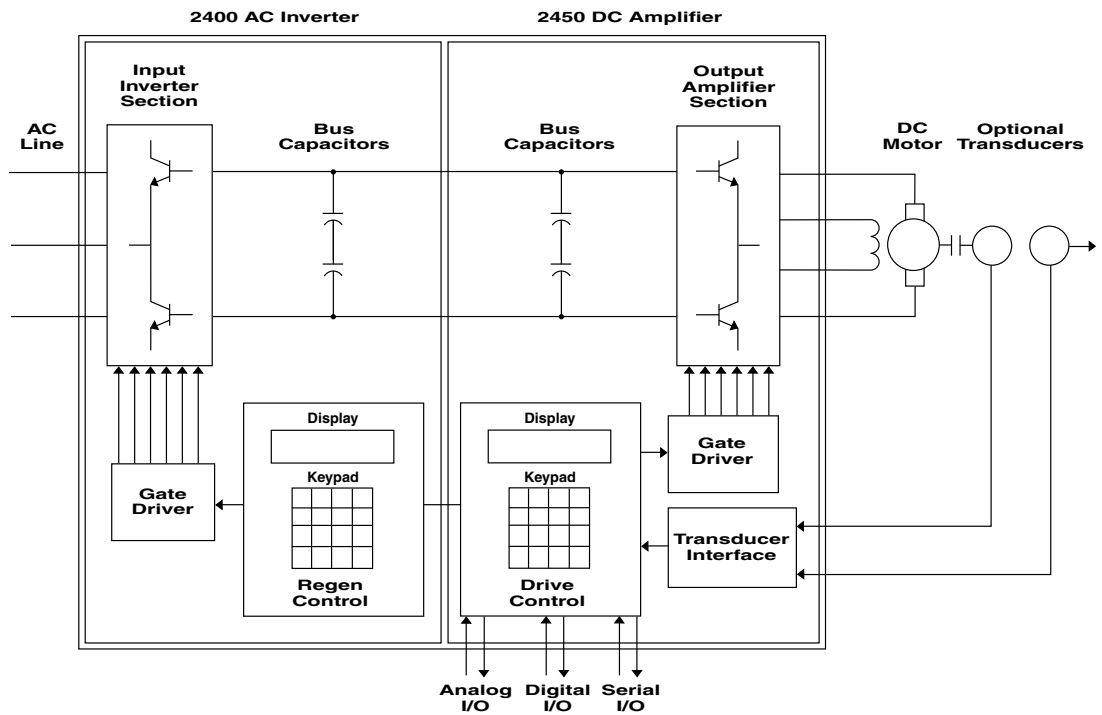 2400 AC Inverter
2450 DC Amplifier
Input
Inverter
Section
Output
Amplifier
Section
AC
Line
Bus
Capacitors
Bus
Capacitors
DC
Motor
Optional
Transducers
Display
Keypad
Regen
Control
Gate
Driver
Display
Keypad
Drive
Control
Gate
Driver
Transducer
Interface
Analog
I/O
Digital
I/O
Serial
I/O